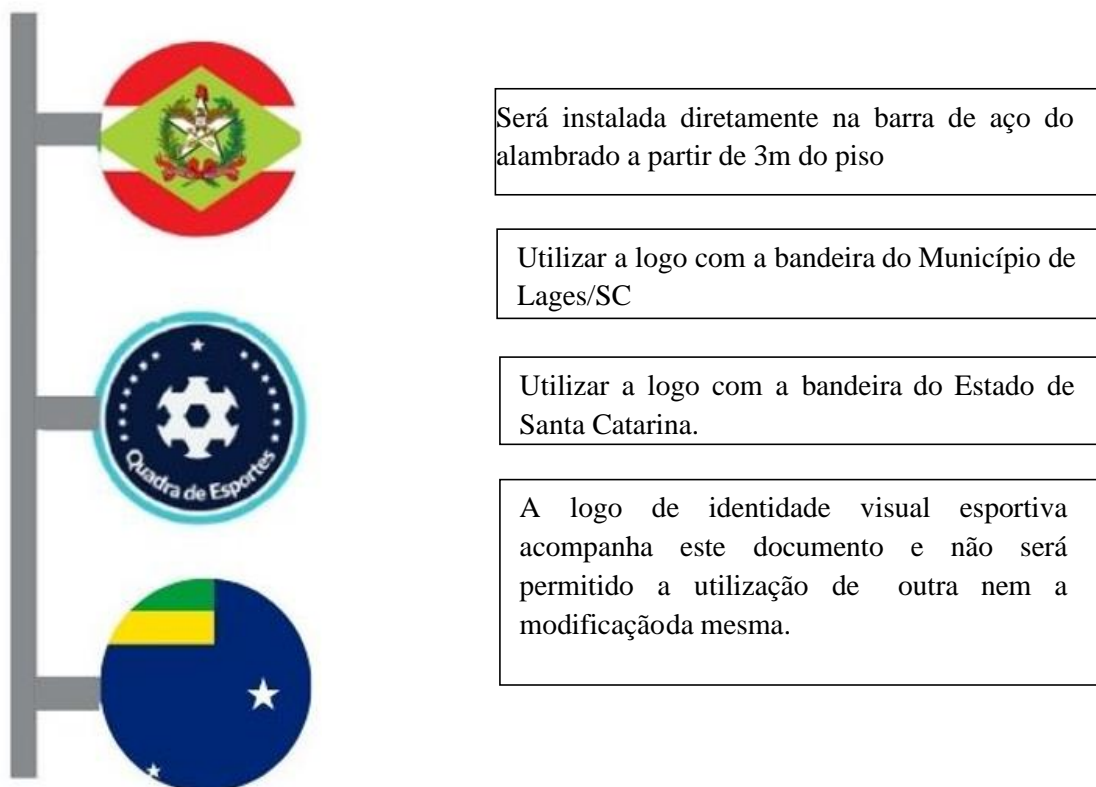 Será instalada diretamente na barra de aço do
alambrado a partir de 3m do piso
Utilizar a logo com a bandeira do Município de
Lages/SC
Quadra de Esportes
Utilizar a logo com a bandeira do Estado de
Santa Catarina.
A logo de identidade visual esportiva
acompanha este documento e não será
permitido a utilização de outra nem a
modificaçãoda mesma.